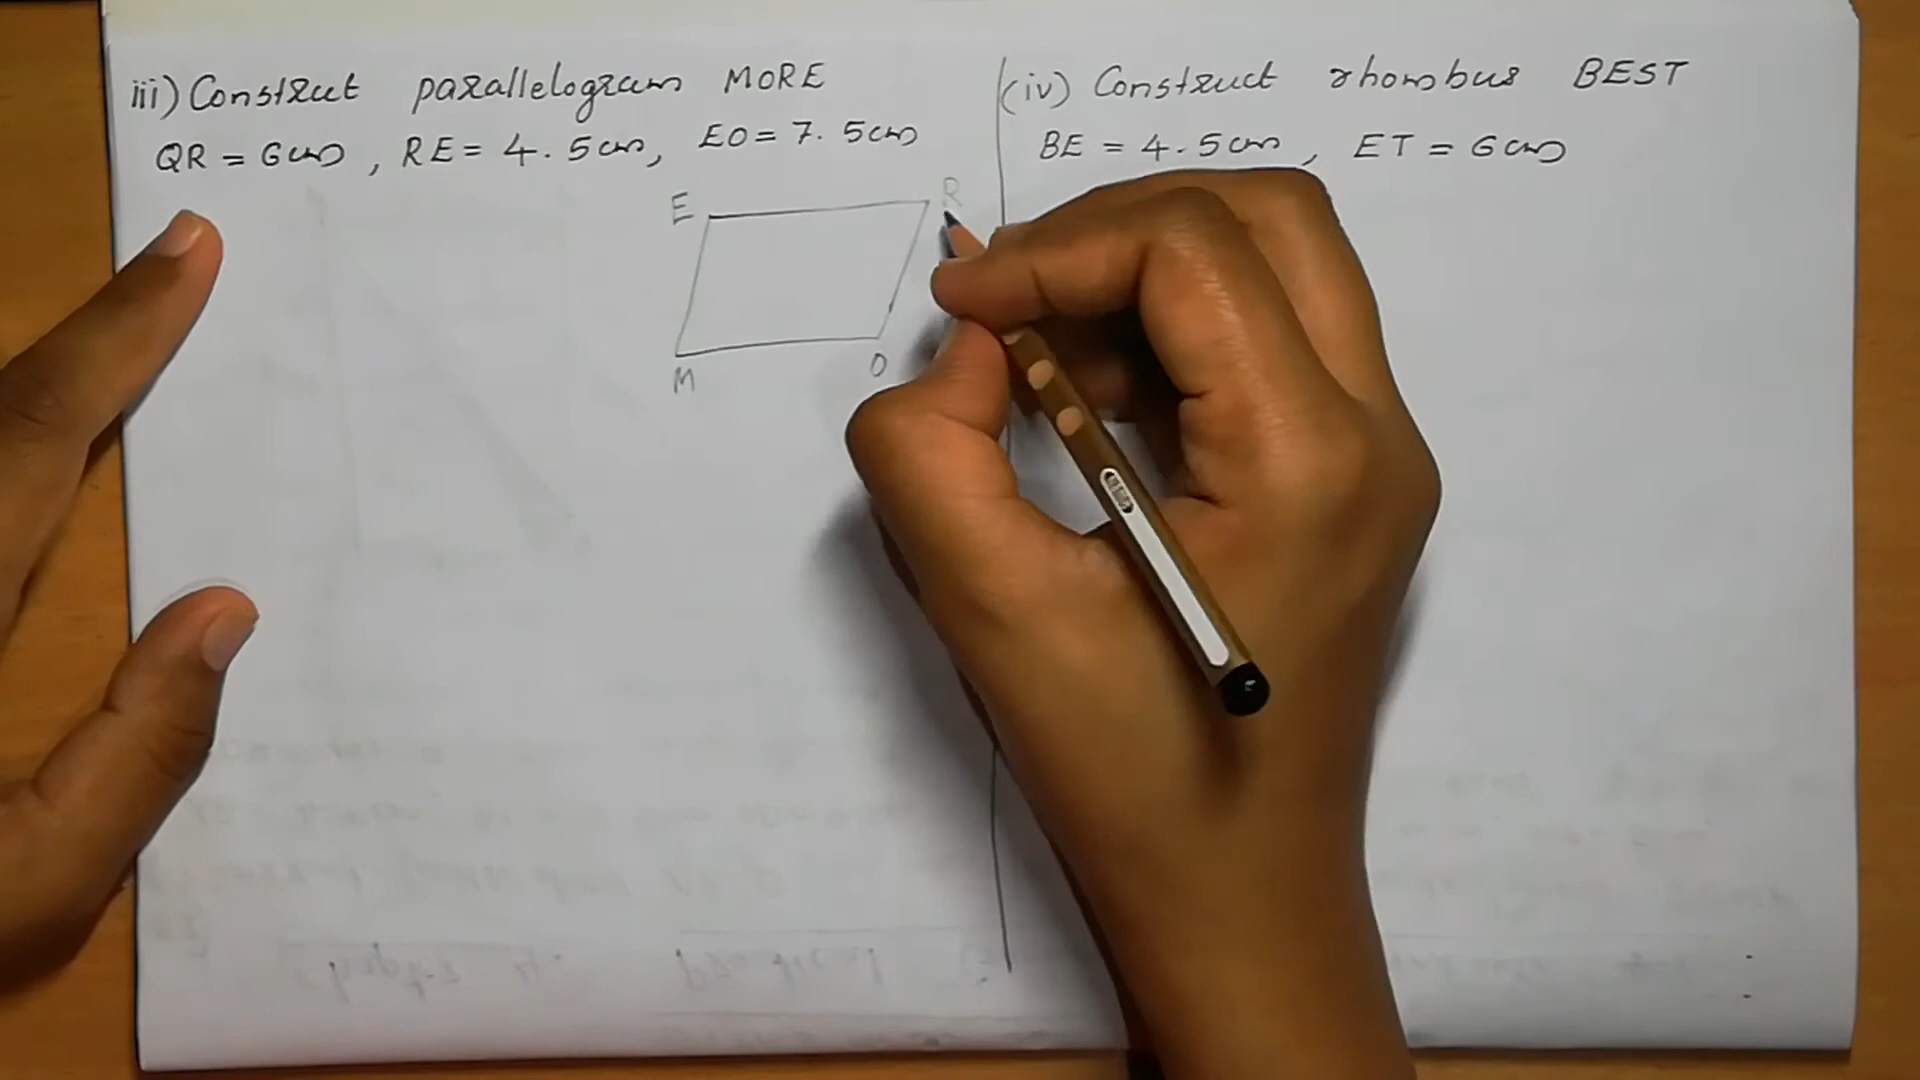 iii) Construct parallelogram MORE
QR = 6cm, RE = 4.5cm, EO = 7.5cm
E R
M O
(iv) Construct rhombus BEST
BE = 4.5cm, ET = 6cm